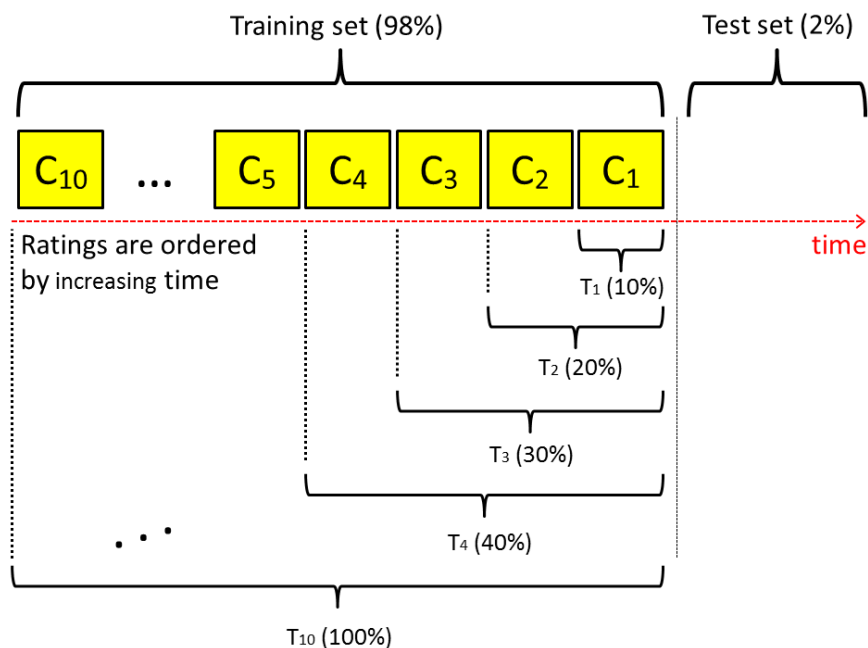 Training set (98%)
Test set (2%)
C10 ... C5 C4 C3 C2 C1
Ratings are ordered
by increasing time
time
T1 (10%)
T2 (20%)
T3 (30%)
T4 (40%)
...
T10 (100%)